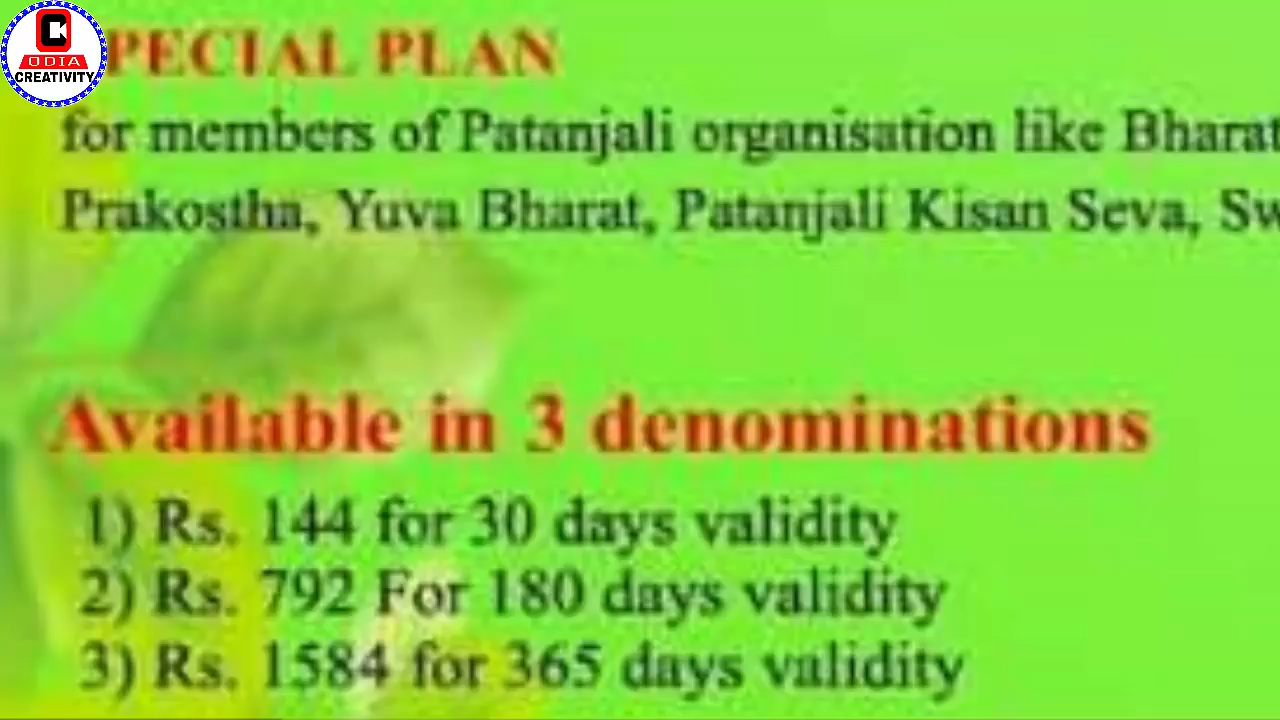 ODIA
CREATIVITY
PECIAL PLAN
for members of Patanjali organisation like Bharat
Prakostha, Yuva Bharat, Patanjali Kisan Seva, Sw
Available in 3 denominations
1) Rs. 144 for 30 days validity
2) Rs. 792 For 180 days validity
3) Rs. 1584 for 365 days validity